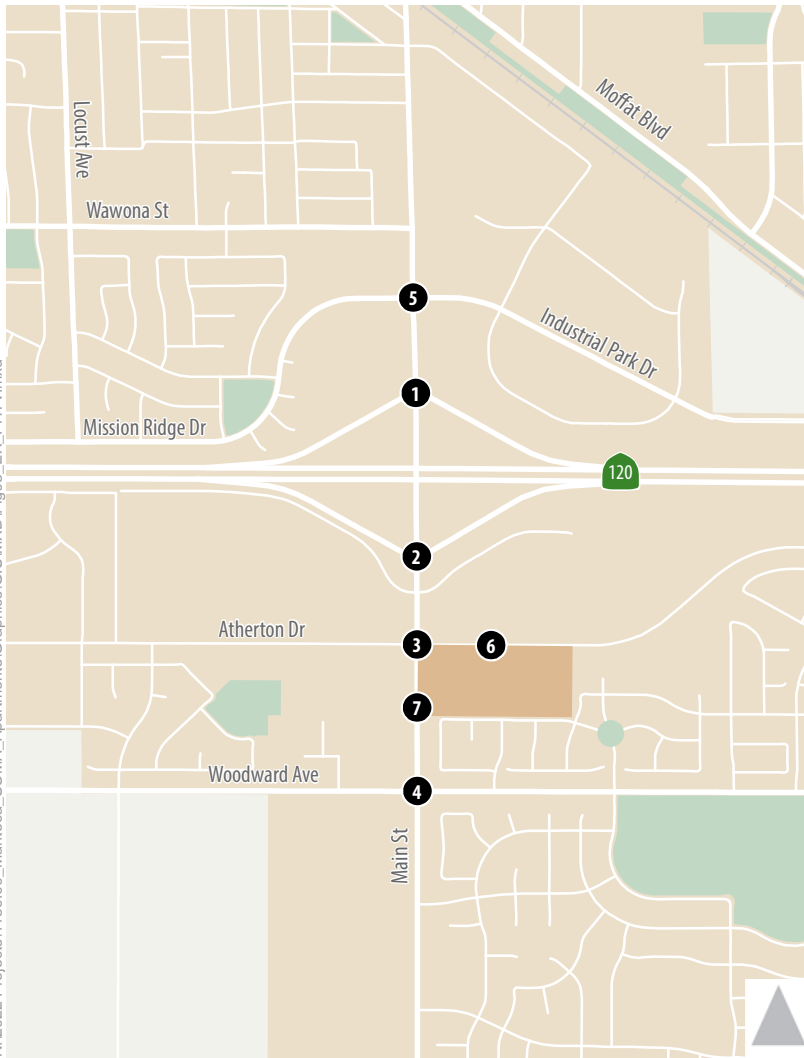 Moffat Blvd
Locust Ave
Wawona St
5
Industrial Park Dr
1
Mission Ridge Dr
120
2
Atherton Dr
3
6
7
Woodward Ave
4
Main St